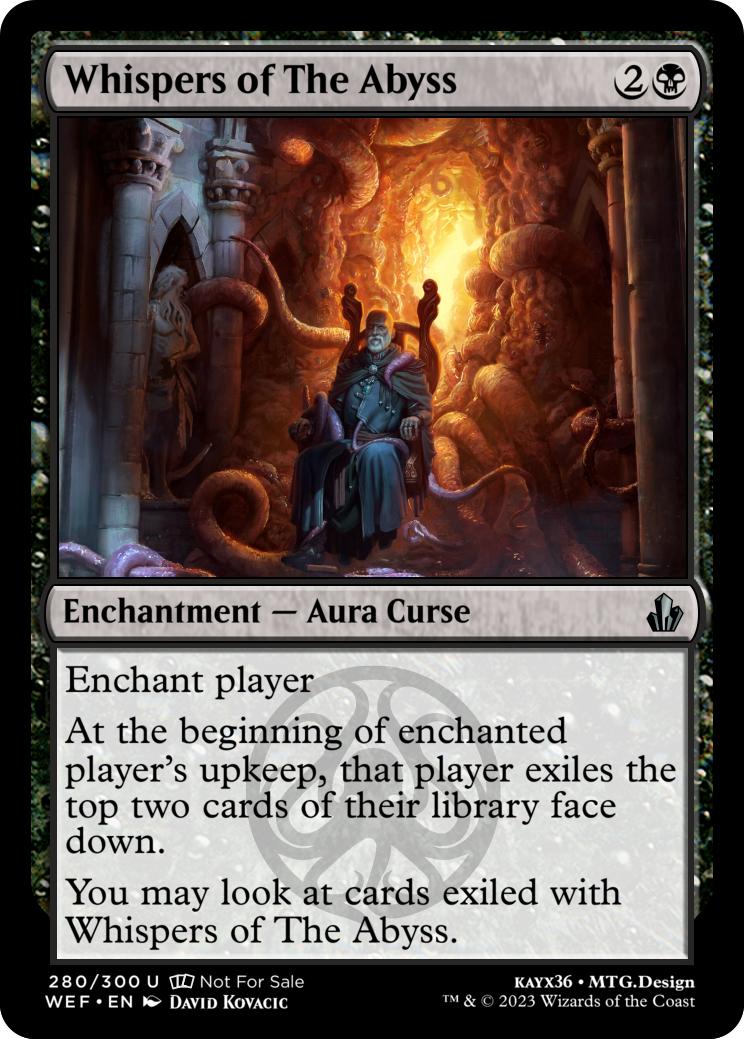 Whispers of The Abyss 2
Enchantment — Aura Curse
Enchant player
At the beginning of enchanted
player's upkeep, that player exiles the
top two cards of their library face
down.
You may look at cards exiled with
Whispers of The Abyss.
280/300 U Not For Sale
WEF • EN David Kovacic
KAYX36 • MTG.Design
™ & © 2023 Wizards of the Coast